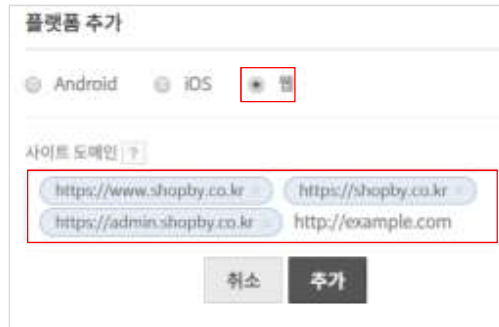 플랫폼 추가
Android iOS 웹
사이트 도메인 ?
https://www.shopby.co.kr https://shopby.co.kr
https://admin.shopby.co.kr http://example.com
취소 추가